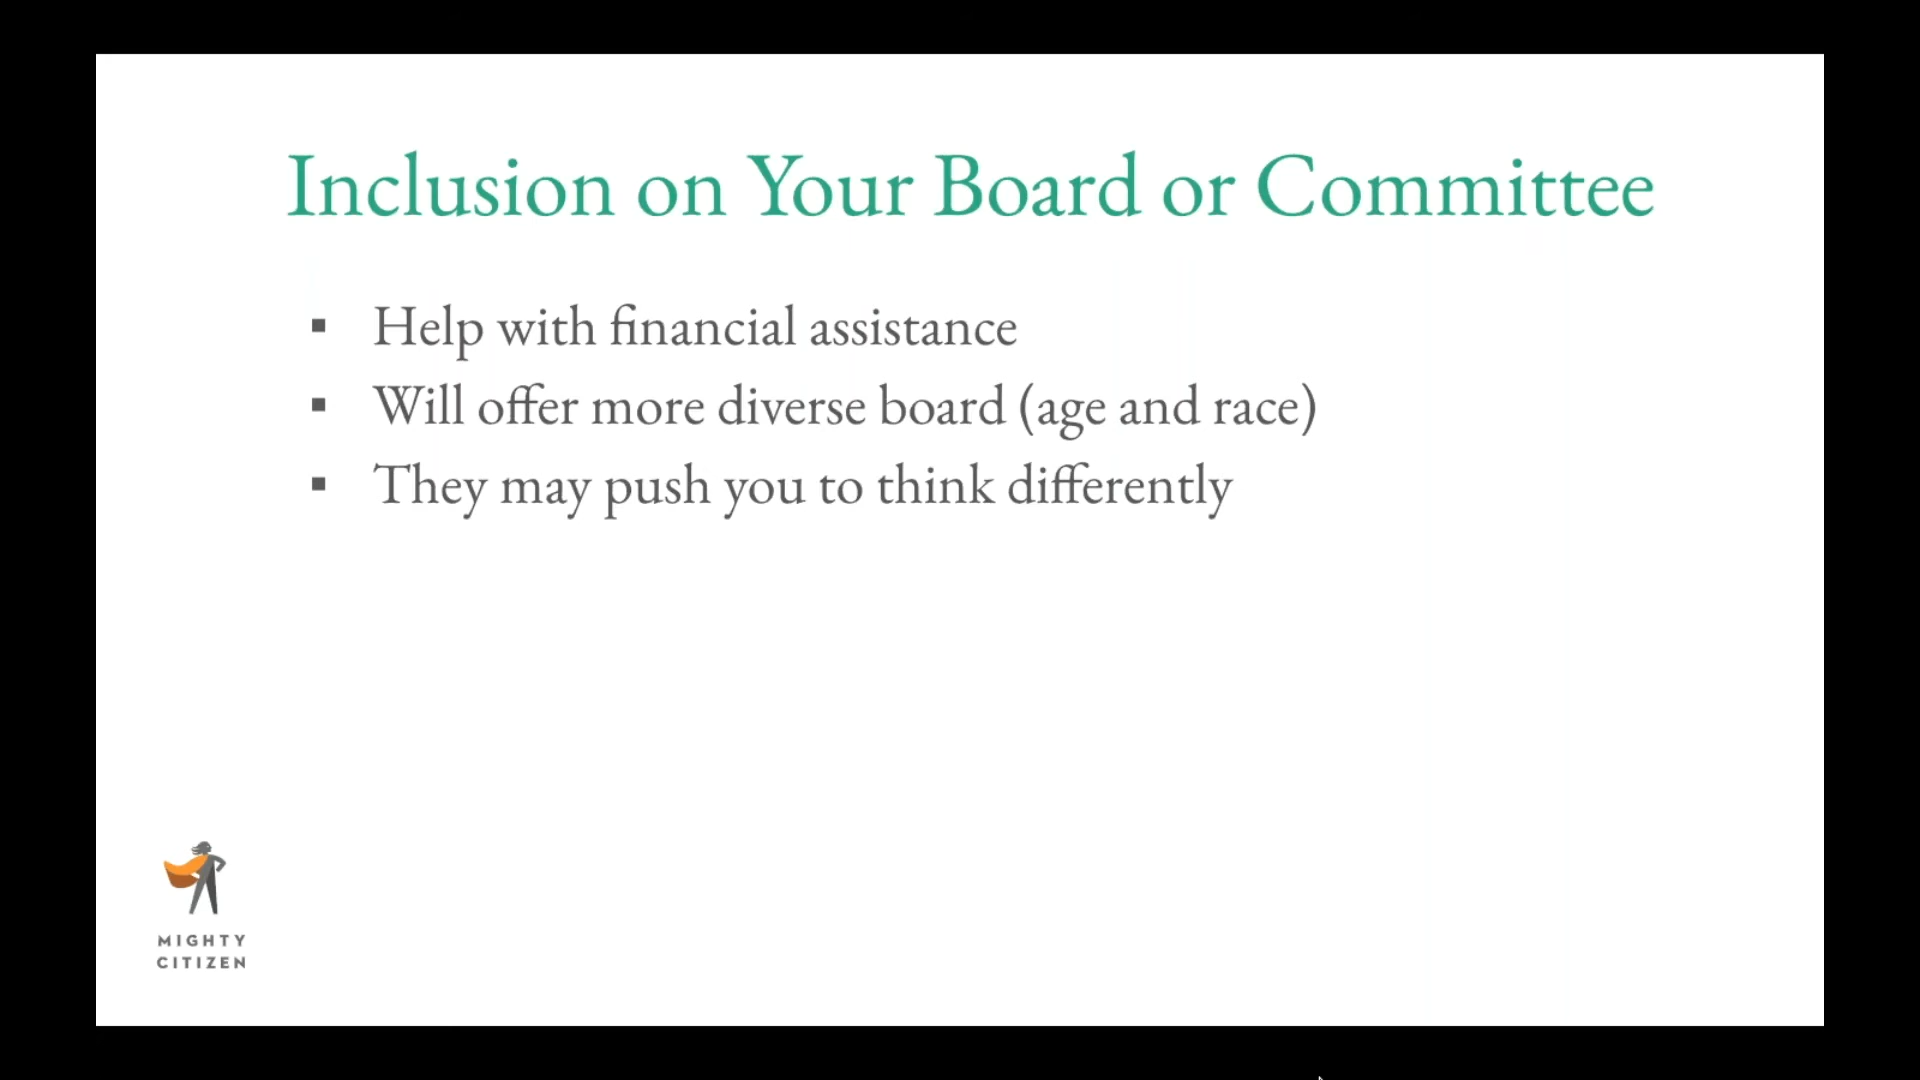 Inclusion on Your Board or Committee
▪ Help with financial assistance
▪ Will offer more diverse board (age and race)
▪ They may push you to think differently
MIGHTY
CITIZEN